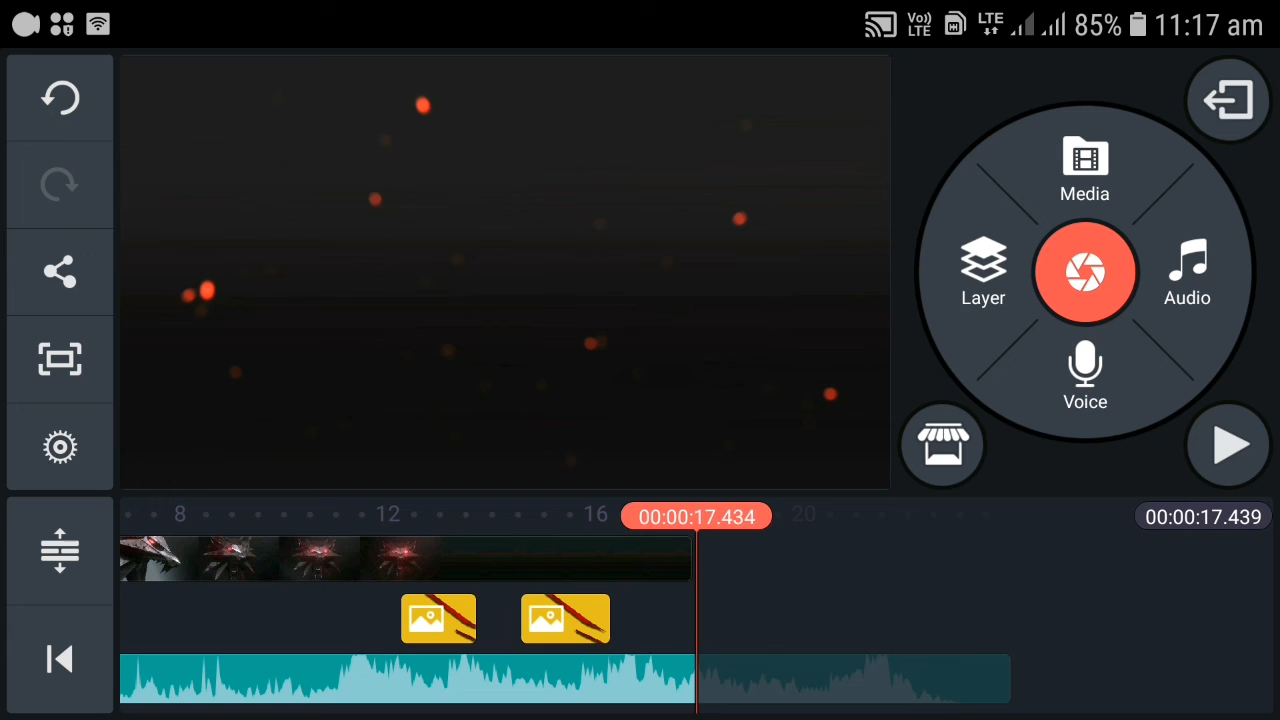 Vo))
LTE
LTE
85%
11:17 am
Media
Layer
Audio
Voice
8
12
16
00:00:17.434
20
00:00:17.439